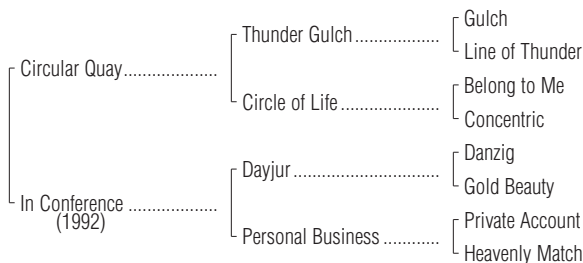 Gulch
Thunder Gulch..................
Line of Thunder
Circular Quay....................
Belong to Me
Circle of Life.....................
Concentric
Danzig
Dayjur...............................
Gold Beauty
In Conference ...................
(1992)
Private Account
Personal Business............
Heavenly Match